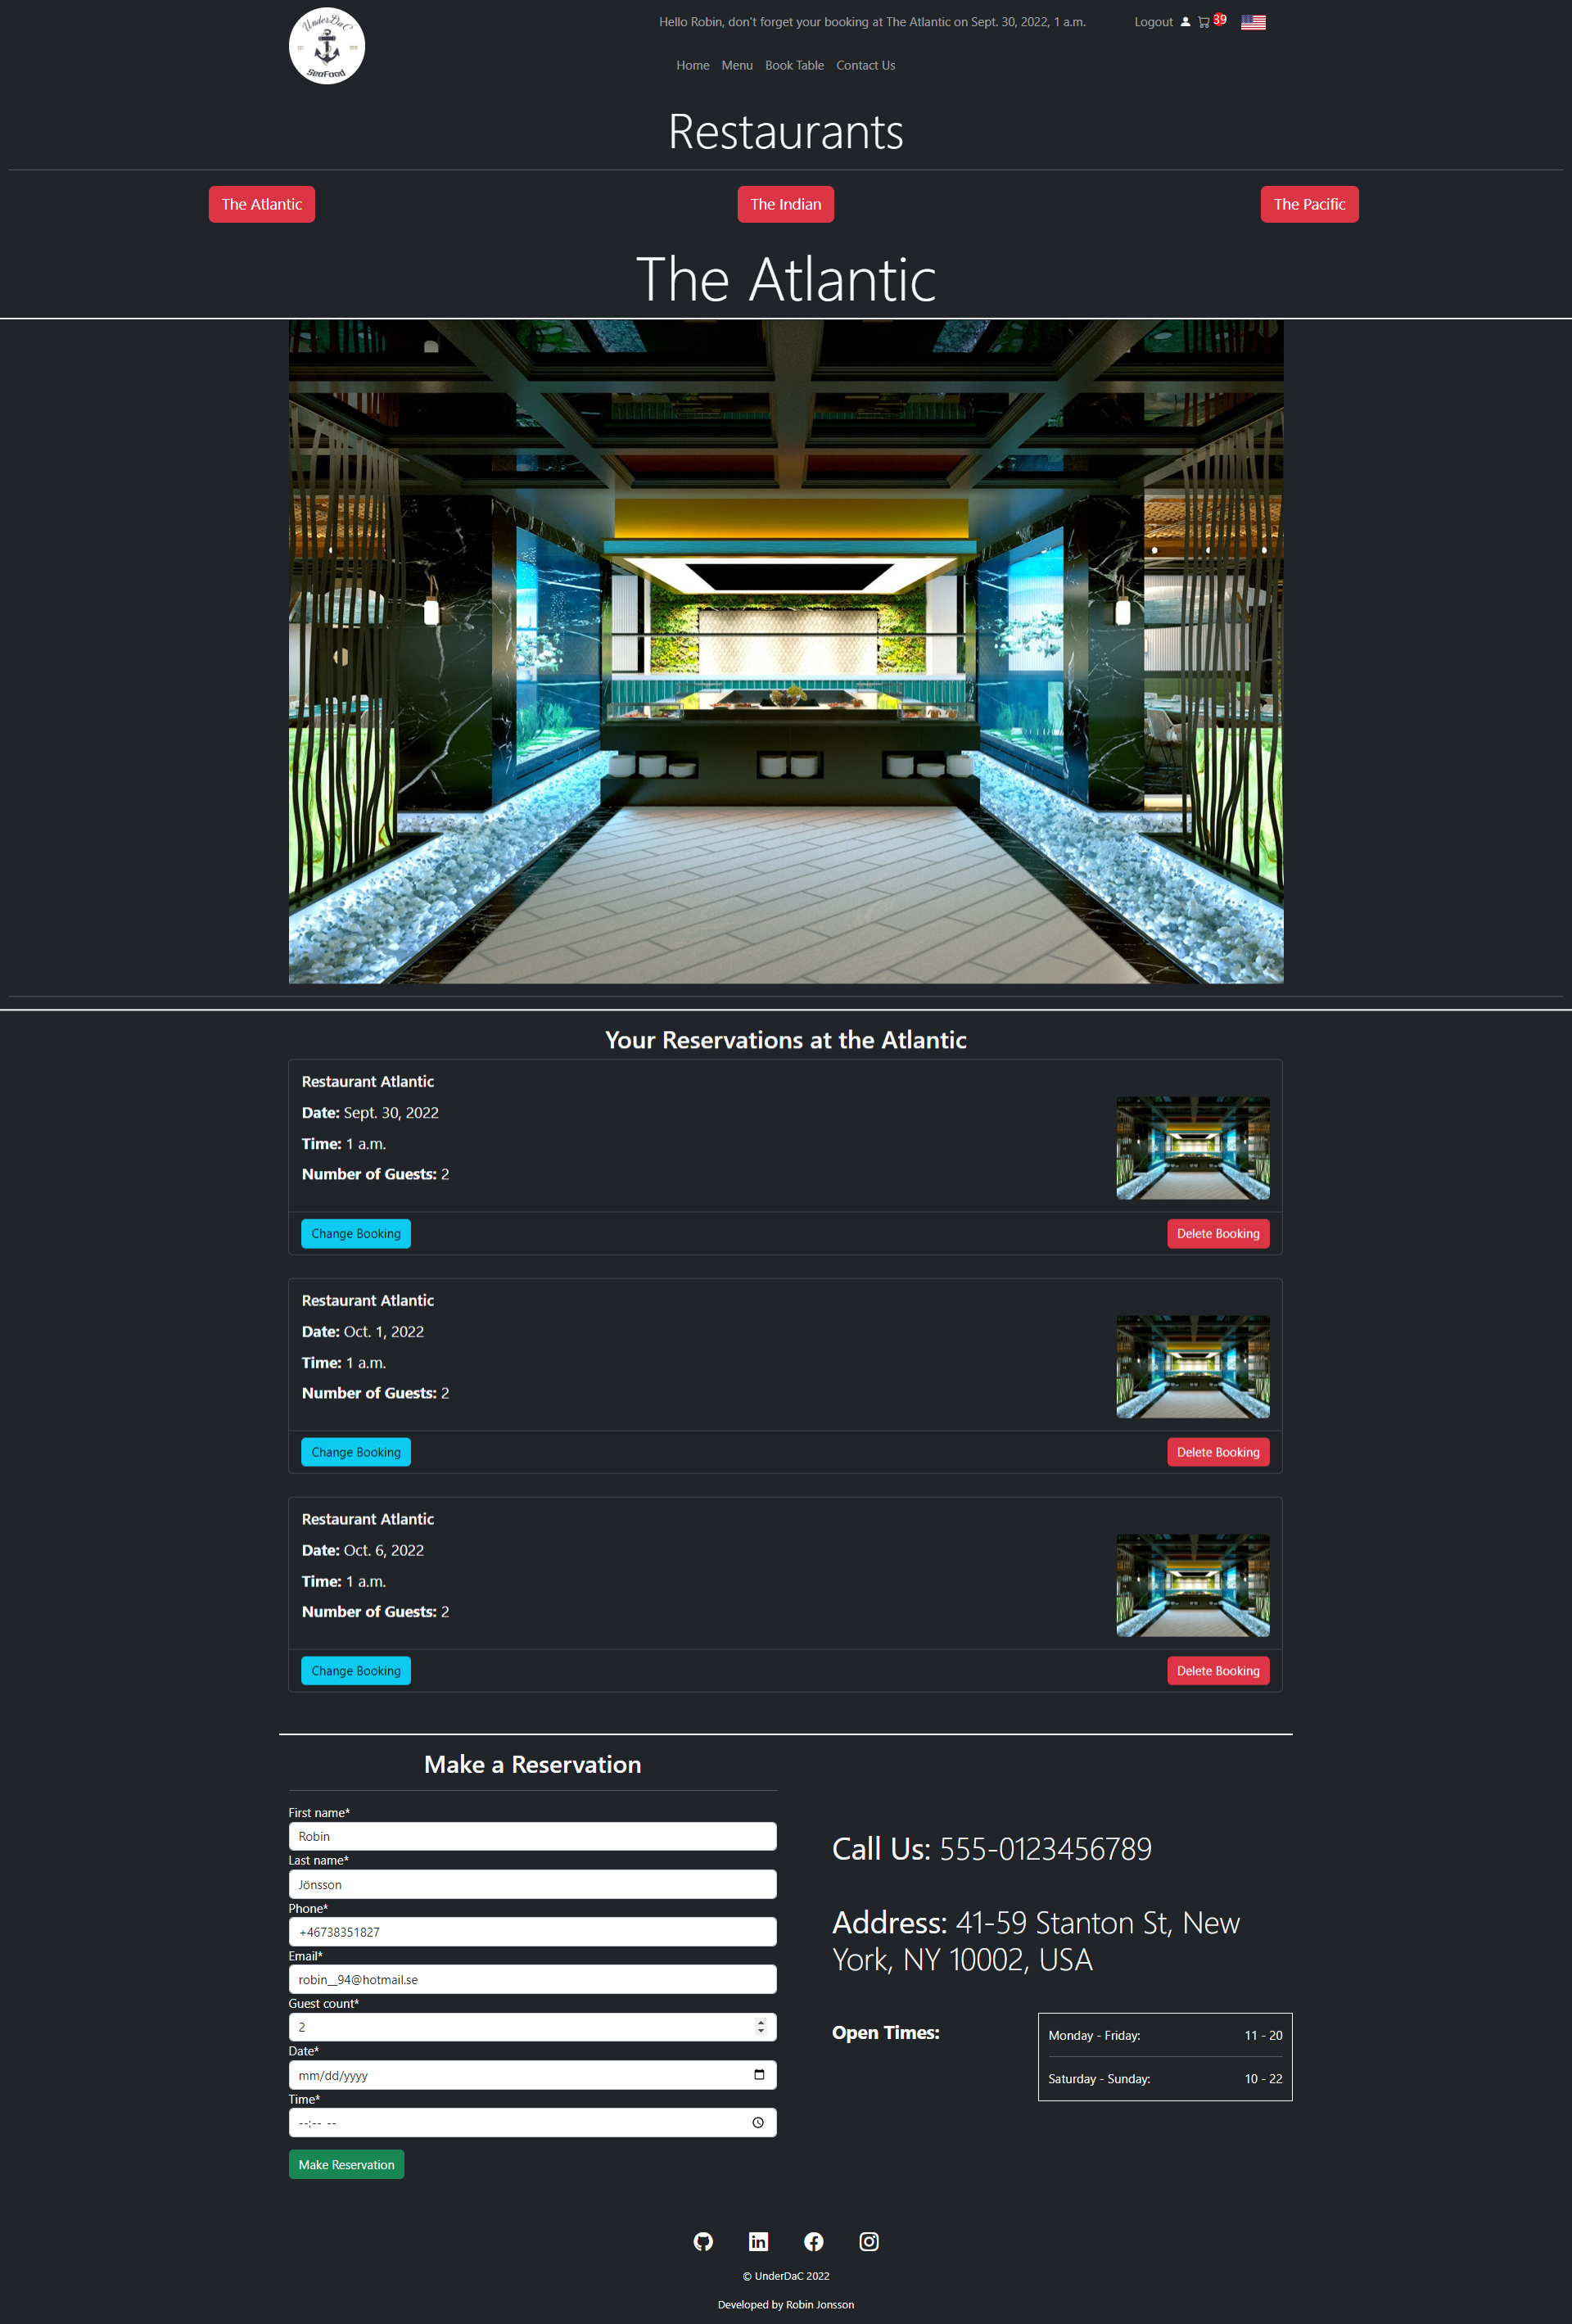 UnderDaC
SeaFood
Hello Robin, don't forget your booking at The Atlantic on Sept. 30, 2022, 1 a.m.
Logout 39
Home Menu Book Table Contact Us
Restaurants
The Atlantic The Indian The Pacific
The Atlantic
Your Reservations at the Atlantic
Restaurant Atlantic
Date: Sept. 30, 2022
Time: 1 a.m.
Number of Guests: 2
Change Booking Delete Booking
Restaurant Atlantic
Date: Oct. 1, 2022
Time: 1 a.m.
Number of Guests: 2
Change Booking Delete Booking
Restaurant Atlantic
Date: Oct. 6, 2022
Time: 1 a.m.
Number of Guests: 2
Change Booking Delete Booking
Make a Reservation
First name*
Robin
Last name*
Jönsson
Phone*
+46738351827
Email*
robin__94@hotmail.se
Guest count*
2
Date*
mm/dd/yyyy
Time*
--:-- --
Make Reservation
Call Us: 555-0123456789
Address: 41-59 Stanton St, New
York, NY 10002, USA
Open Times:
Monday - Friday: 11 - 20
Saturday - Sunday: 10 - 22
© UnderDaC 2022
Developed by Robin Jonsson